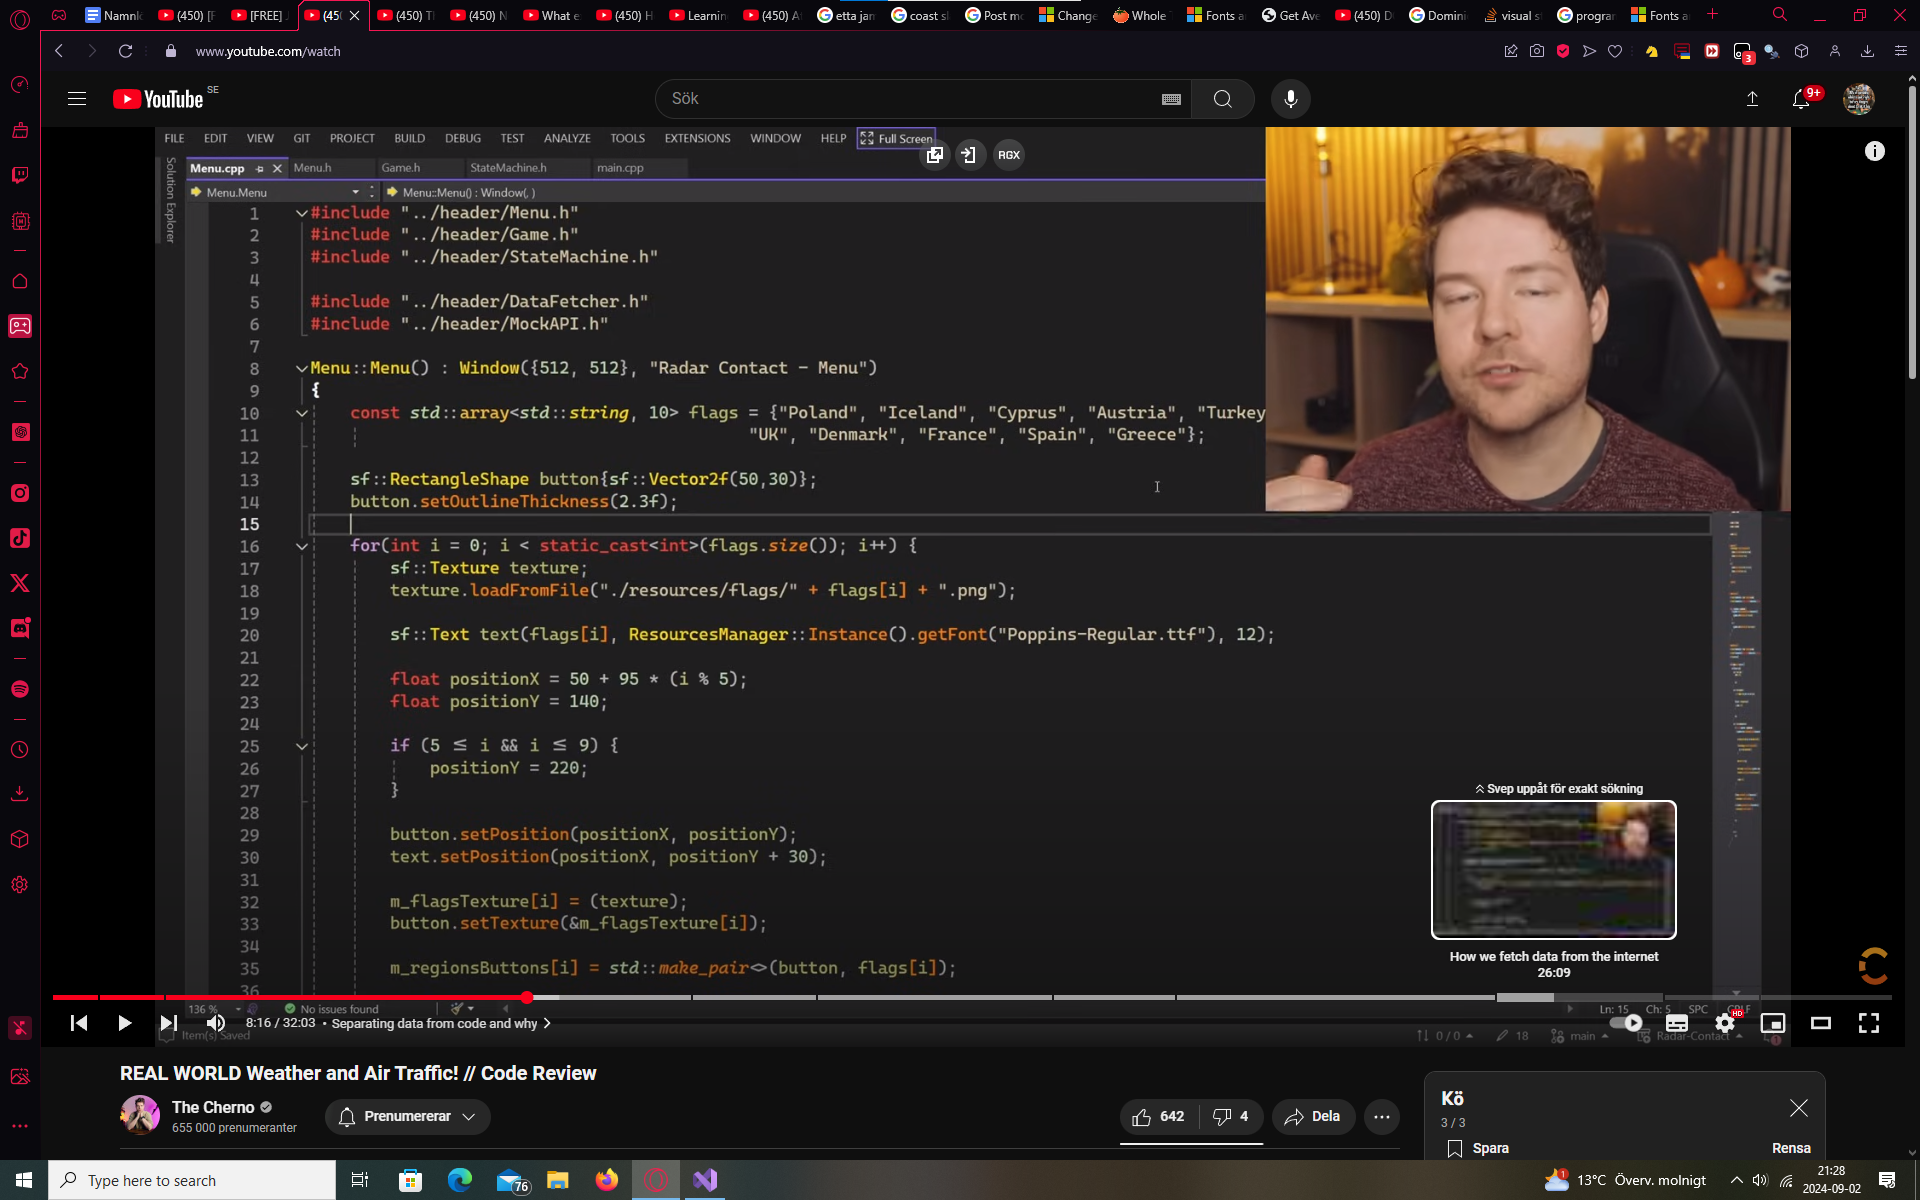 Namnlö
(450) [F
[FREE] J
(450
(450) Tl
(450) N
What e
(450) H
Learnin
(450) A
etta jam
coast sl
Post mo
Change
Whole
Fonts a
Get Ave
(450) D
Domini
visual st
progran
Fonts a
www.youtube.com/watch
3
YouTube SE
Sök
9+
FILE EDIT VIEW GIT PROJECT BUILD DEBUG TEST ANALYZE TOOLS EXTENSIONS WINDOW HELP Full Screen
RGX
Solution Explorer
Menu.cpp Menu.h Game.h StateMachine.h main.cpp
Menu.Menu Menu::Menu() : Window(, )
1 #include "../header/Menu.h"
2 #include "../header/Game.h"
3 #include "../header/StateMachine.h"
4
5 #include "../header/DataFetcher.h"
6 #include "../header/MockAPI.h"
7
8 Menu::Menu() : Window({512, 512}, "Radar Contact - Menu")
9 {
10 const std::array<std::string, 10> flags = {"Poland", "Iceland", "Cyprus", "Austria", "Turkey
11 "UK", "Denmark", "France", "Spain", "Greece"};
12
13 sf::RectangleShape button{sf::Vector2f(50,30)};
14 button.setOutlineThickness(2.3f);
15
16 for(int i = 0; i < static_cast<int>(flags.size()); i++) {
17 sf::Texture texture;
18 texture.loadFromFile("./resources/flags/" + flags[i] + ".png");
19
20 sf::Text text(flags[i], ResourcesManager::Instance().getFont("Poppins-Regular.ttf"), 12);
21
22 float positionX = 50 + 95 * (i % 5);
23 float positionY = 140;
24
25 if (5 ≤ i && i ≤ 9) {
26 positionY = 220;
27 }
28
29 button.setPosition(positionX, positionY);
30 text.setPosition(positionX, positionY + 30);
31
32 m_flagsTexture[i] = (texture);
33 button.setTexture(&m_flagsTexture[i]);
34
35 m_regionsButtons[i] = std::make_pair<>(button, flags[i]);
36
Svep uppåt för exakt sökning
How we fetch data from the internet
26:09
136 % No issues found Ln: 15 Ch: 5 SPC CRLF
8:16 / 32:03 • Separating data from code and why
HD
Item(s) Saved 0 / 0 18 main Radar-Contact 1
REAL WORLD Weather and Air Traffic! // Code Review
The Cherno
655 000 prenumeranter
Prenumererar
642
4
Dela
Kö
3 / 3
Spara
Rensa
Type here to search
76
1
13°C Överv. molnigt
21:28
2024-09-02